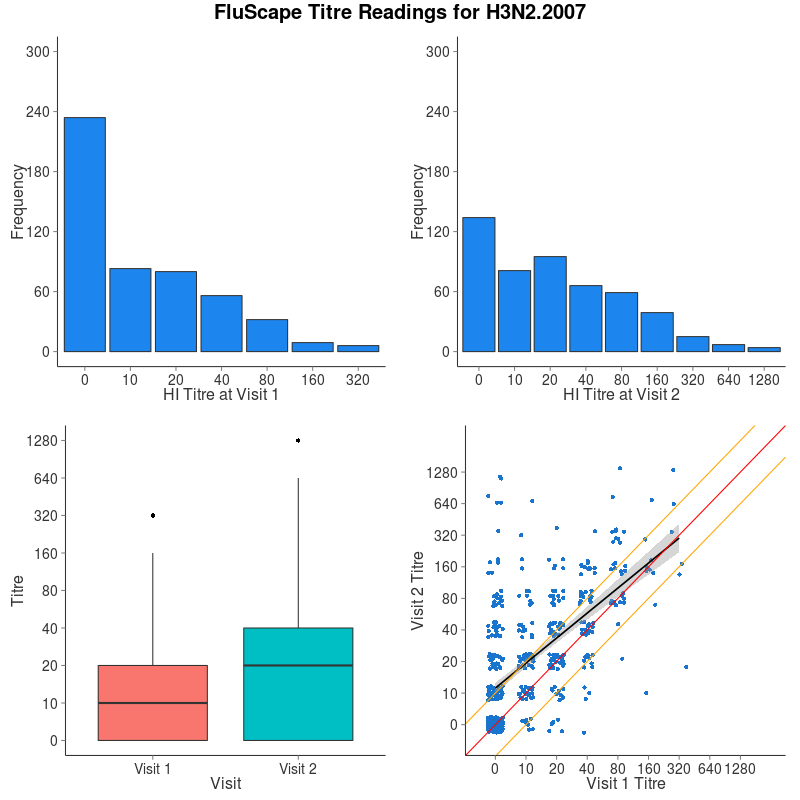 FluScape Titre Readings for H3N2.2007
300
240
180
120
60
0
Frequency
0 10 20 40 80 160 320
HI Titre at Visit 1
300
240
180
120
60
0
Frequency
0 10 20 40 80 160 320 640 1280
HI Titre at Visit 2
1280
640
320
160
80
40
20
10
0
Titre
Visit 1 Visit 2
Visit
1280
640
320
160
80
40
20
10
0
Visit 2 Titre
0 10 20 40 80 160 320 640 1280
Visit 1 Titre